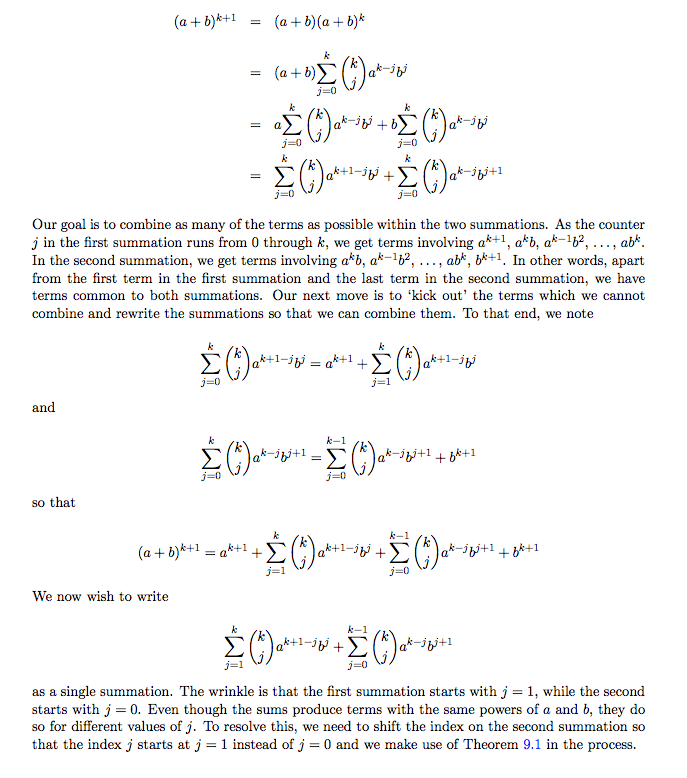 (a + b)^{k+1} = (a + b)(a + b)^k
= (a + b)\sum_{j=0}^{k} \binom{k}{j} a^{k-j}b^j
= a\sum_{j=0}^{k} \binom{k}{j} a^{k-j}b^j + b\sum_{j=0}^{k} \binom{k}{j} a^{k-j}b^j
= \sum_{j=0}^{k} \binom{k}{j} a^{k+1-j}b^j + \sum_{j=0}^{k} \binom{k}{j} a^{k-j}b^{j+1}
Our goal is to combine as many of the terms as possible within the two summations. As the counter
j in the first summation runs from 0 through k, we get terms involving a^{k+1}, a^kb, a^{k-1}b^2, ..., ab^k.
In the second summation, we get terms involving a^kb, a^{k-1}b^2, ..., ab^k, b^{k+1}. In other words, apart
from the first term in the first summation and the last term in the second summation, we have
terms common to both summations. Our next move is to ‘kick out’ the terms which we cannot
combine and rewrite the summations so that we can combine them. To that end, we note
\sum_{j=0}^{k} \binom{k}{j} a^{k+1-j}b^j = a^{k+1} + \sum_{j=1}^{k} \binom{k}{j} a^{k+1-j}b^j
and
\sum_{j=0}^{k} \binom{k}{j} a^{k-j}b^{j+1} = \sum_{j=0}^{k-1} \binom{k}{j} a^{k-j}b^{j+1} + b^{k+1}
so that
(a + b)^{k+1} = a^{k+1} + \sum_{j=1}^{k} \binom{k}{j} a^{k+1-j}b^j + \sum_{j=0}^{k-1} \binom{k}{j} a^{k-j}b^{j+1} + b^{k+1}
We now wish to write
\sum_{j=1}^{k} \binom{k}{j} a^{k+1-j}b^j + \sum_{j=0}^{k-1} \binom{k}{j} a^{k-j}b^{j+1}
as a single summation. The wrinkle is that the first summation starts with j = 1, while the second
starts with j = 0. Even though the sums produce terms with the same powers of a and b, they do
so for different values of j. To resolve this, we need to shift the index on the second summation so
that the index j starts at j = 1 instead of j = 0 and we make use of Theorem 9.1 in the process.